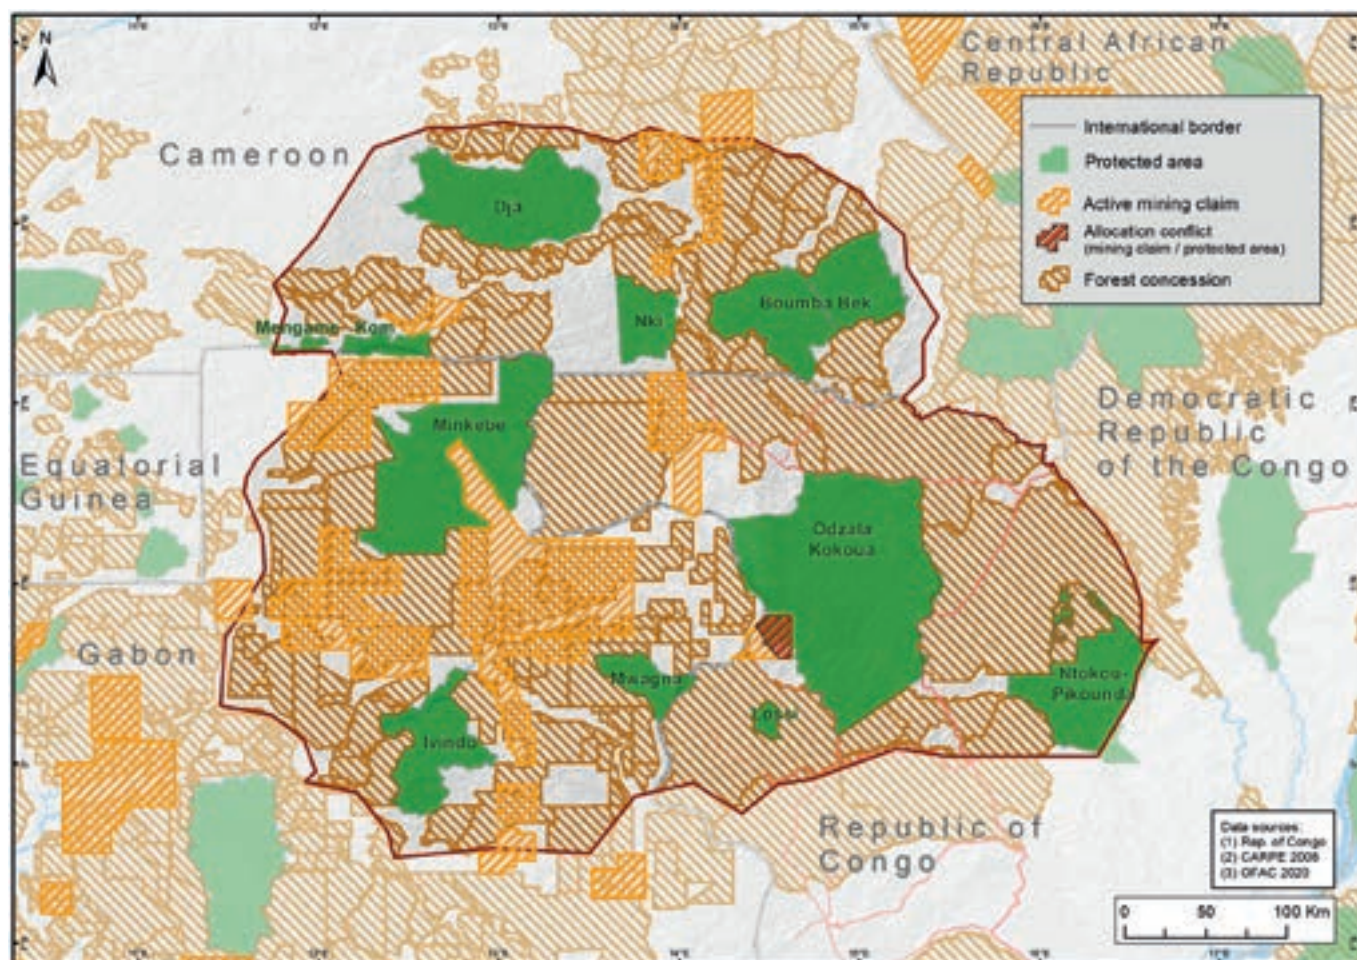 N
Cameroon
Central African
Republic
International border
Protected area
Active mining claim
Allocation conflict
(mining claim / protected area)
Forest concession
Dja
Boumba Bek
Nki
Mengame - Kom
Minkebe
Democratic
Republic
of the Congo
Equatorial
Guinea
Odzala
Kokoua
Gabon
Mwagna
Ntokou-
Pikounda
Lossi
Ivindo
Republic of
Congo
Data sources:
(1) Rep. of Congo
(2) CARPE 2006
(3) OFAC 2020
0 50 100 Km